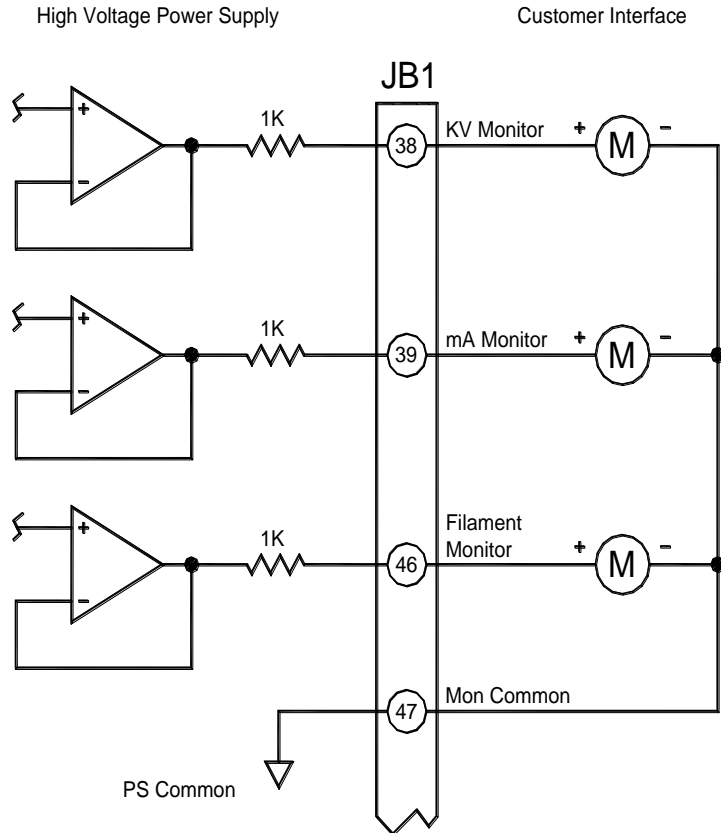 High Voltage Power Supply
Customer Interface
JB1
+
-
1K
38
KV Monitor
+
M
-
+
-
1K
39
mA Monitor
+
M
-
+
-
1K
46
Filament
Monitor
+
M
-
47
Mon Common
PS Common